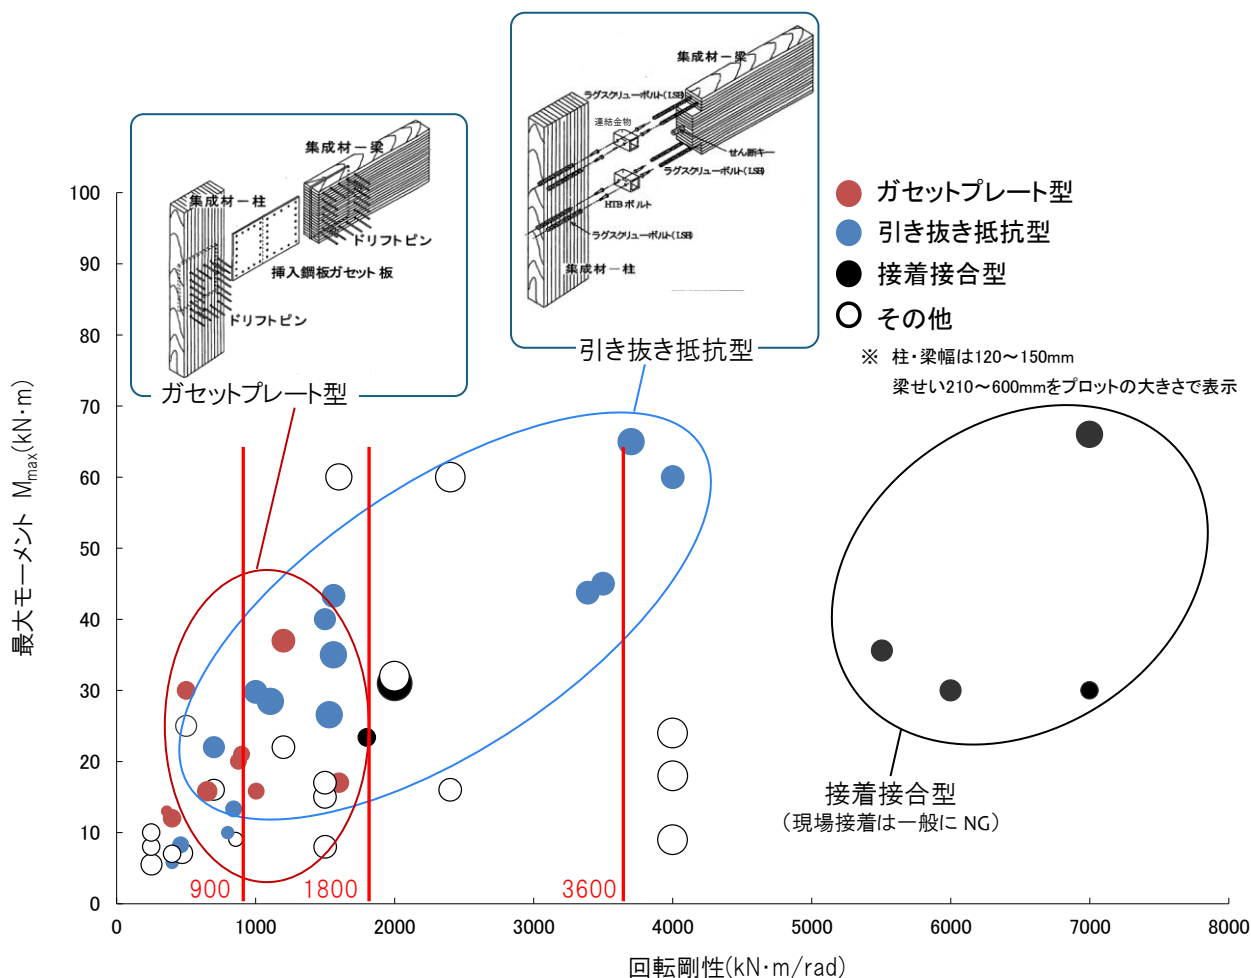 集成材ー梁
集成材ー柱
ドリフトピン
挿入鋼板ガセット板
ドリフトピン
ガセットプレート型
集成材ー梁
ラグスクリューボルト(LSB)
連結金物
せん断キー
ラグスクリューボルト(LSB)
HTBボルト
ラグスクリューボルト(LSB)
集成材ー柱
引き抜き抵抗型
ガセットプレート型
引き抜き抵抗型
接着接合型
その他
※ 柱・梁幅は120~150mm
梁せい210~600mmをプロットの大きさで表示
最大モーメント Mmax(kN・m)
100
90
80
70
60
50
40
30
20
10
0
900
1800
3600
接着接合型
(現場接着は一般に NG)
0 1000 2000 3000 4000 5000 6000 7000 8000
回転剛性(kN・m/rad)